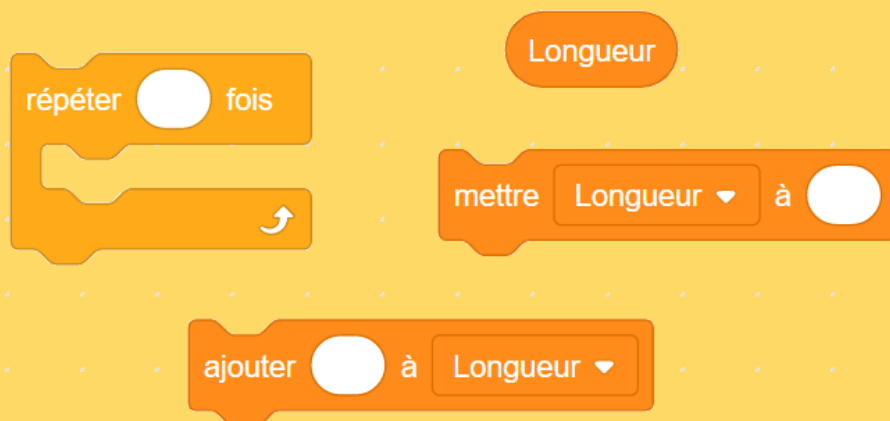 Longueur
répéter fois
mettre Longueur à
ajouter à Longueur